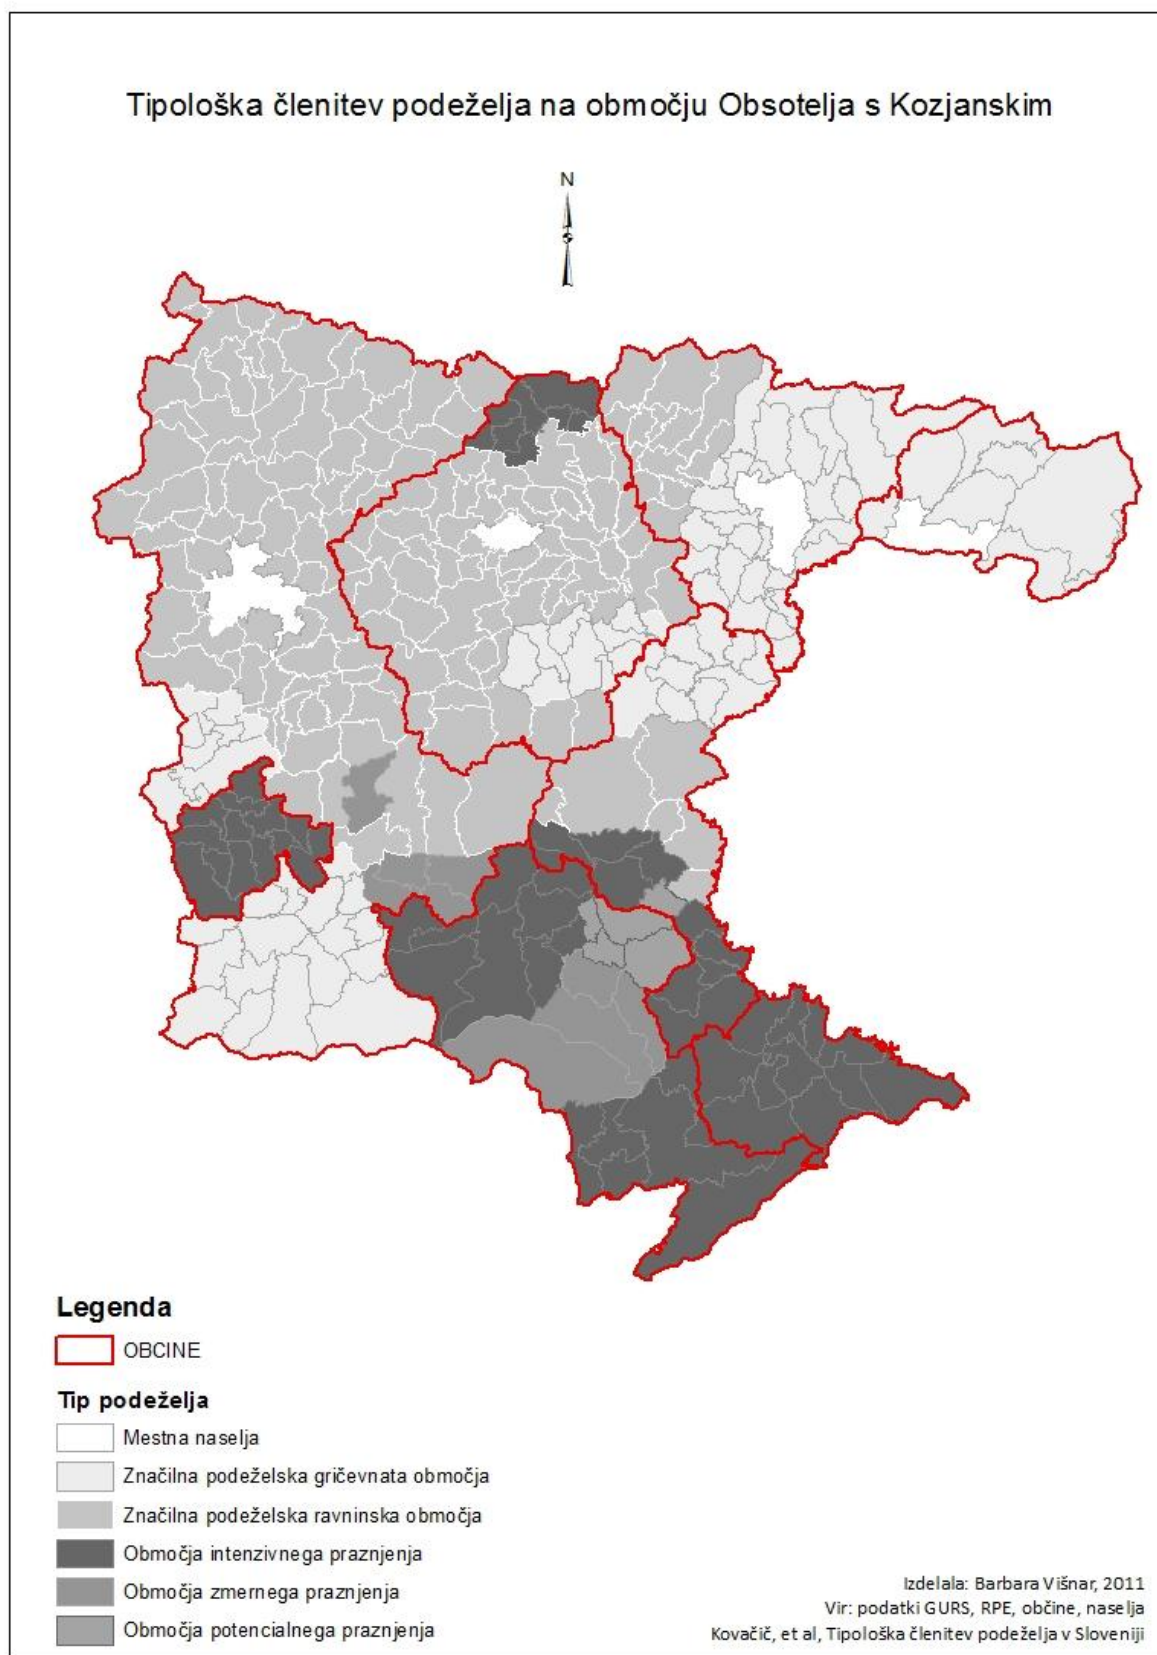 Tipološka členitev podeželja na območju Obsotelja s Kozjanskim
N
Legenda
OBCINE
Tip podeželja
Mestna naselja
Značilna podeželska gričevnata območja
Značilna podeželska ravninska območja
Območja intenzivnega praznjenja
Območja zmernega praznjenja
Območja potencialnega praznjenja
Izdelala: Barbara Višnar, 2011
Vir: podatki GURS, RPE, občine, naselja
Kovačič, et al, Tipološka členitev podeželja v Sloveniji